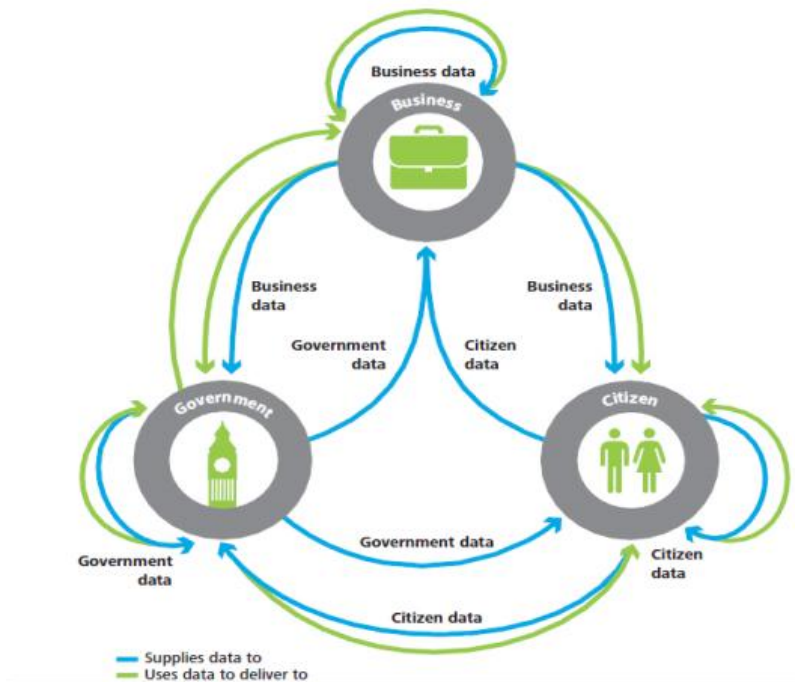 Business data
Business
Business
data
Business
data
Government
data
Citizen
data
Government
Citizen
Government data
Government
data
Citizen
data
Citizen data
Supplies data to
Uses data to deliver to